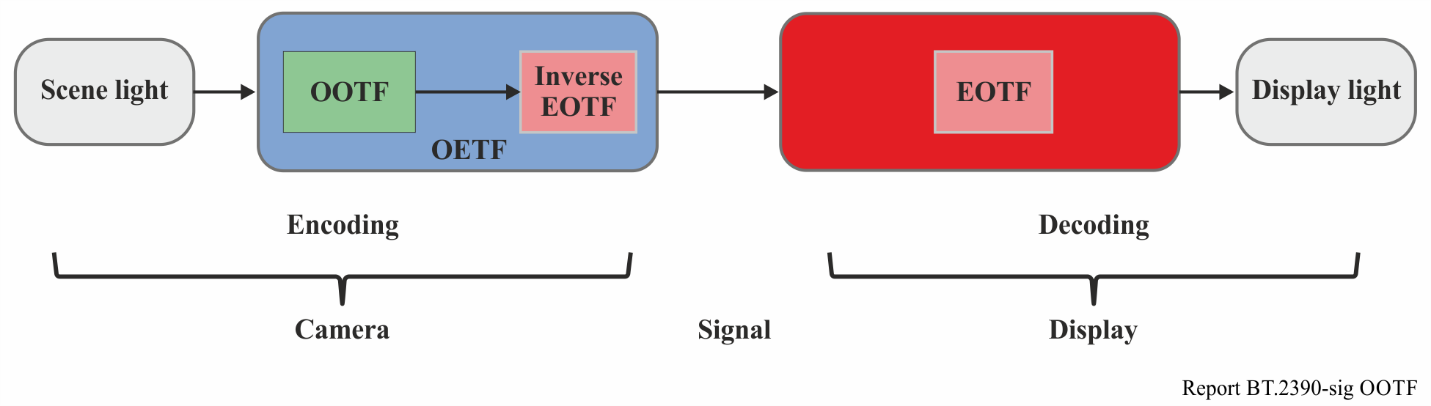 Scene light
OOTF
Inverse
EOTF
OETF
EOTF
Display light
Encoding
Decoding
Camera
Signal
Display
Report BT.2390-sig OOTF